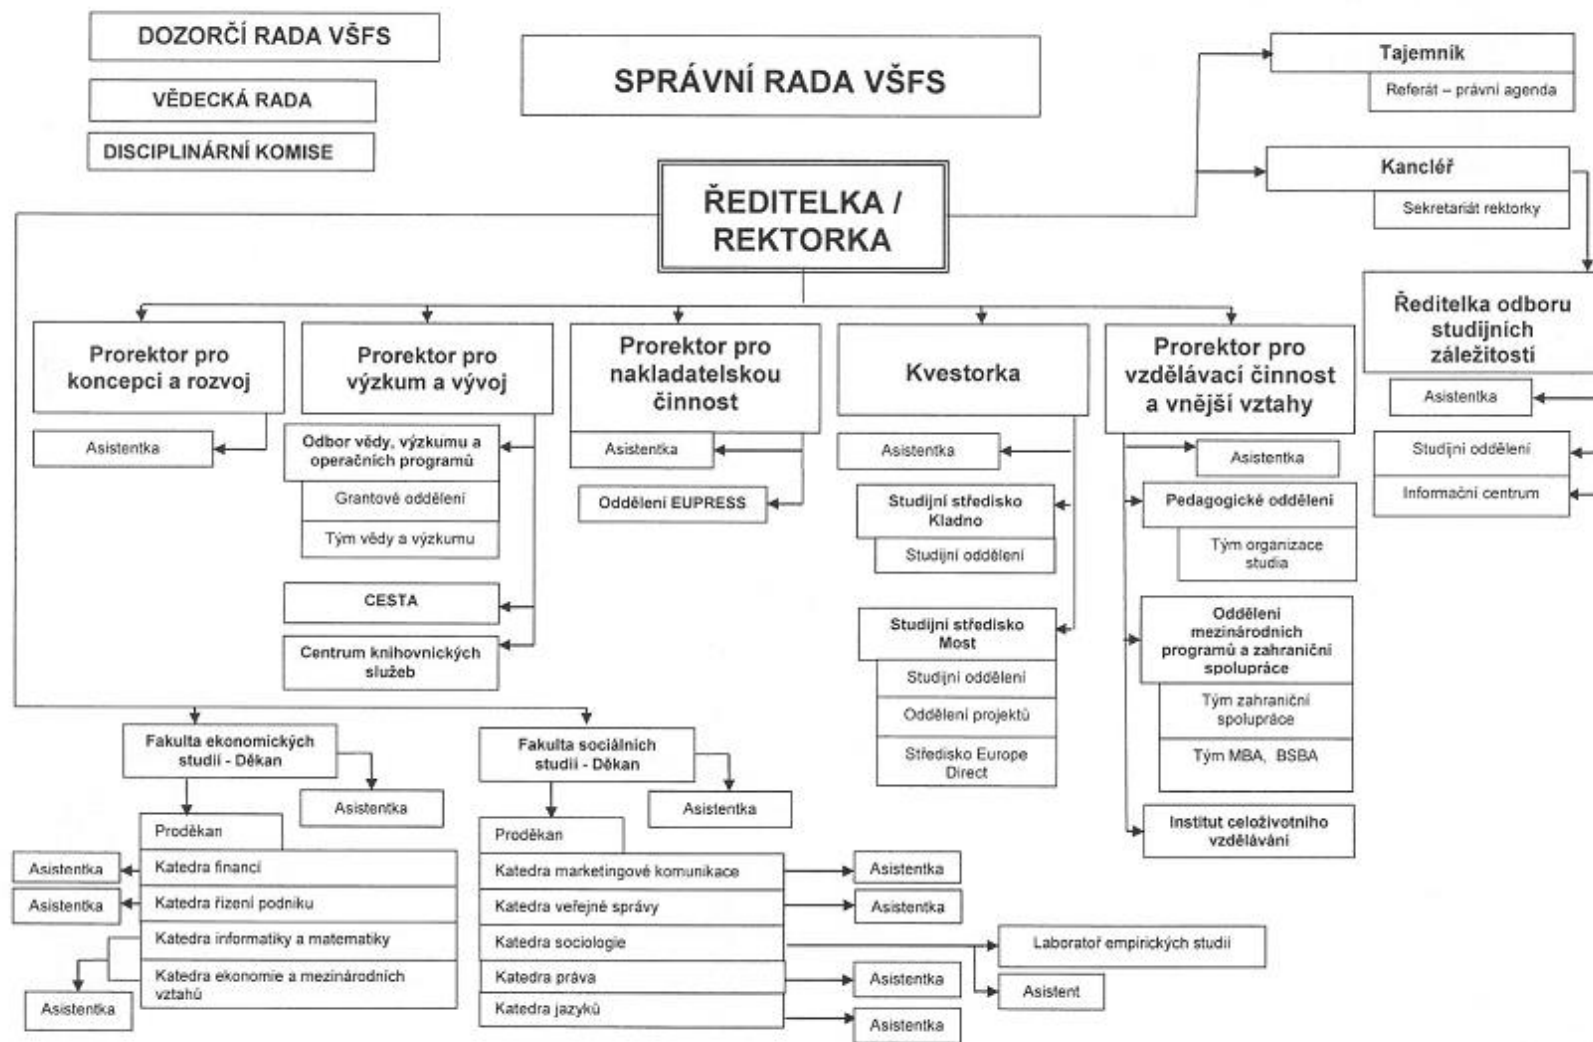 DOZORČÍ RADA VŠFS
VĚDECKÁ RADA
DISCIPLINÁRNÍ KOMISE
SPRÁVNÍ RADA VŠFS
Tajemník
Referát – právní agenda
Kancléř
Sekretariát rektorky
ŘEDITELKA /
REKTORKA
Ředitelka odboru
studijních
záležitostí
Asistentka
Studijní oddělení
Informační centrum
Prorektor pro
koncepci a rozvoj
Asistentka
Prorektor pro
výzkum a vývoj
Odbor vědy, výzkumu a
operačních programů
Grantové oddělení
Tým vědy a výzkumu
CESTA
Centrum knihovnických
služeb
Prorektor pro
nakladatelskou
činnost
Asistentka
Oddělení EUPRESS
Kvestorka
Asistentka
Studijní středisko
Kladno
Studijní oddělení
Studijní středisko
Most
Studijní oddělení
Oddělení projektů
Středisko Europe
Direct
Prorektor pro
vzdělávací činnost
a vnější vztahy
Asistentka
Pedagogické oddělení
Tým organizace
studia
Oddělení
mezinárodních
programů a zahraniční
spolupráce
Tým zahraniční
spolupráce
Tým MBA, BSBA
Institut celoživotního
vzdělávání
Fakulta ekonomických
studií - Děkan
Asistentka
Proděkan
Katedra financí
Asistentka
Katedra řízení podniku
Asistentka
Katedra informatiky a matematiky
Katedra ekonomie a mezinárodních
vztahů
Asistentka
Fakulta sociálních
studií - Děkan
Asistentka
Proděkan
Katedra marketingové komunikace
Asistentka
Katedra veřejné správy
Asistentka
Katedra sociologie
Laboratoř empirických studií
Asistent
Katedra práva
Asistentka
Katedra jazyků
Asistentka